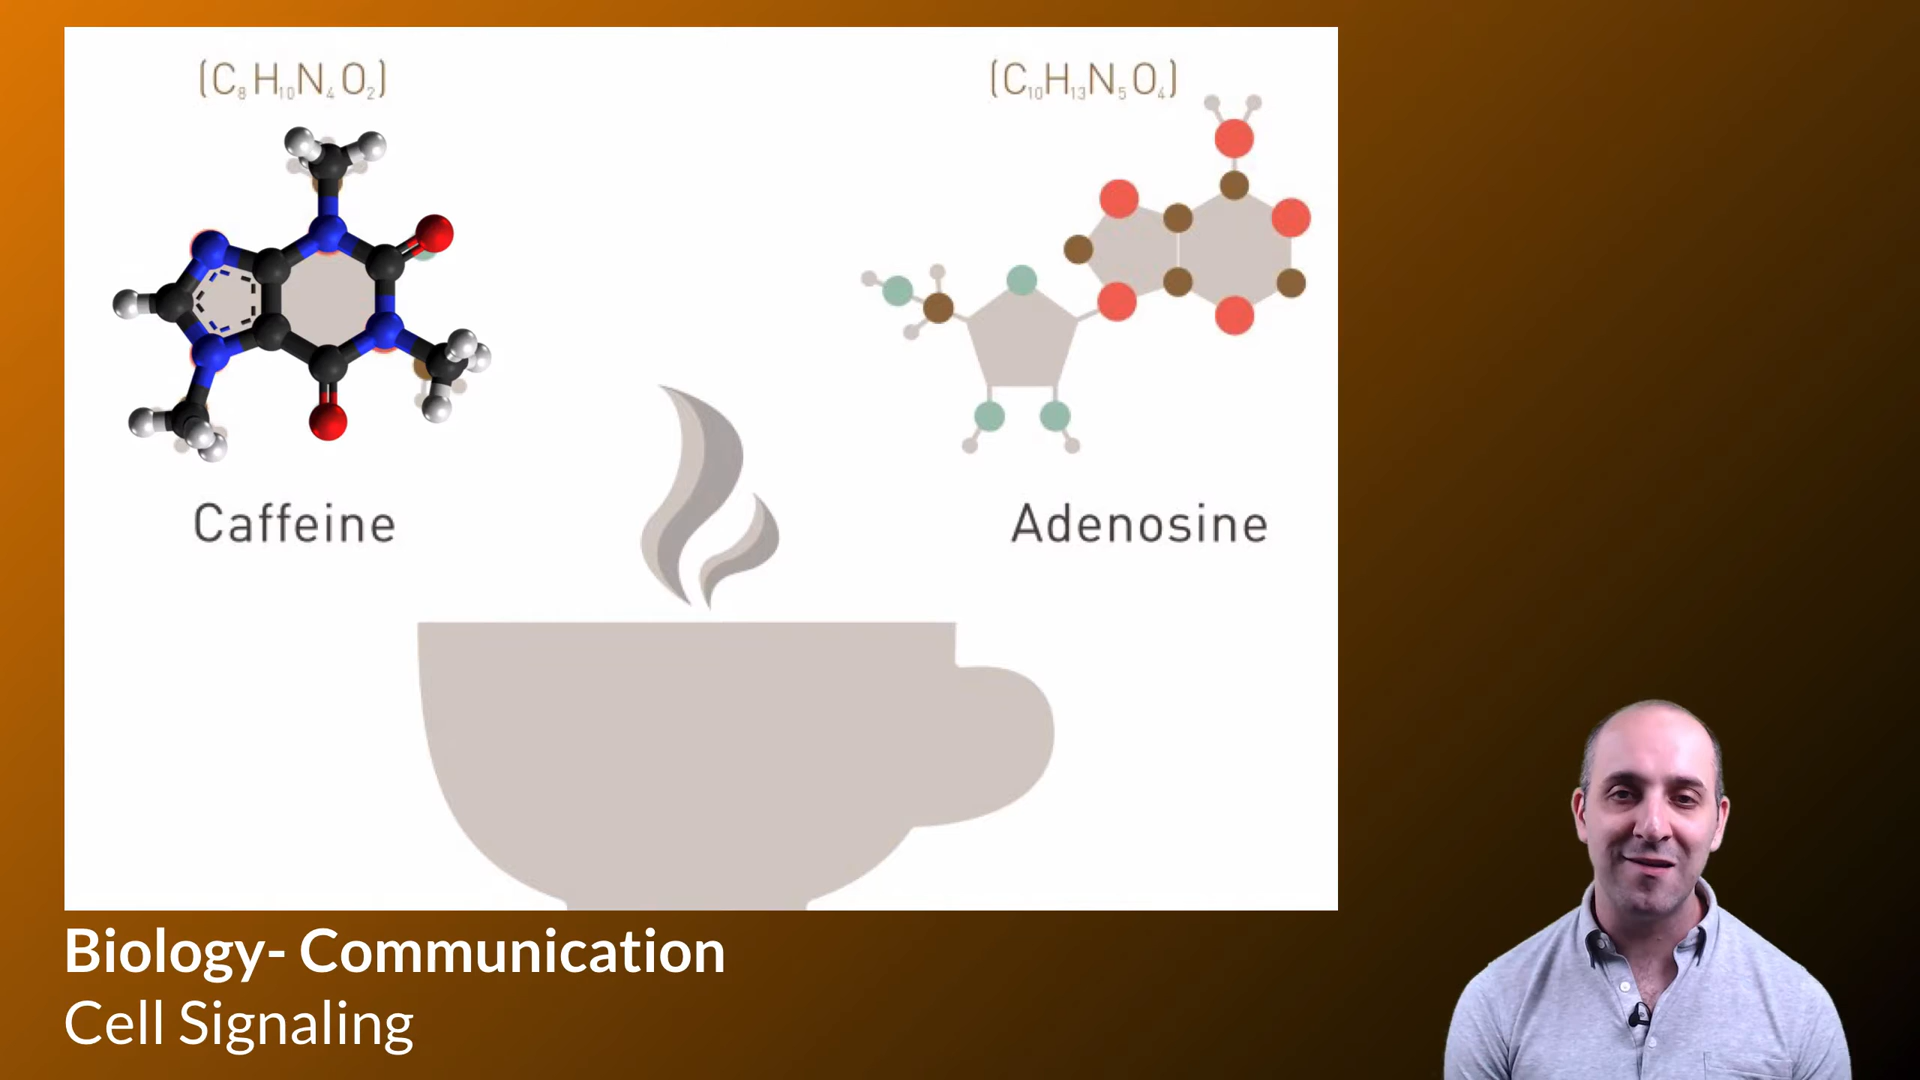 (C₈H₁₀N₄O₂)
(C₁₀H₁₃N₅O₄)
Caffeine
Adenosine
Biology- Communication
Cell Signaling